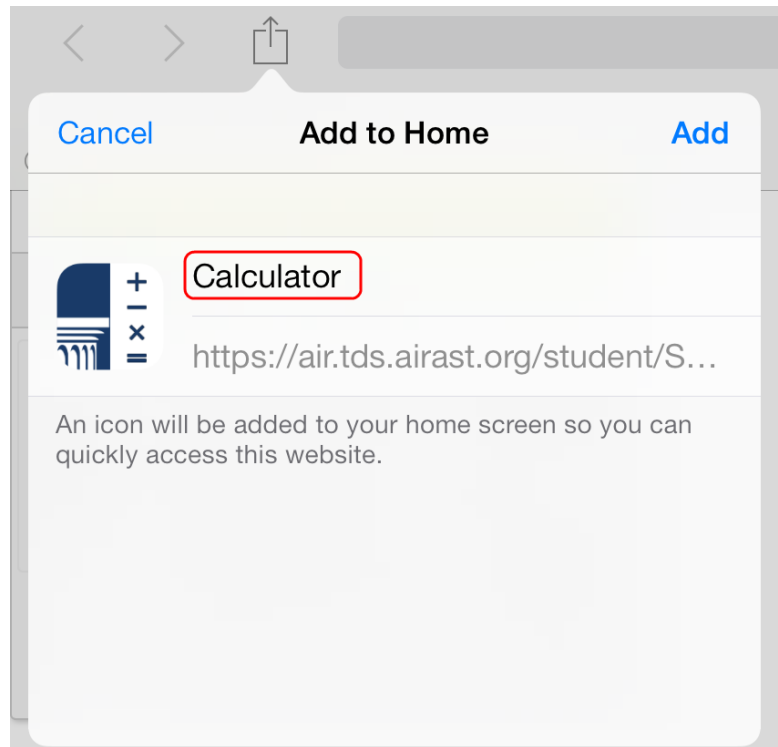 Cancel Add to Home Add
Calculator
https://air.tds.airast.org/student/S...
An icon will be added to your home screen so you can
quickly access this website.